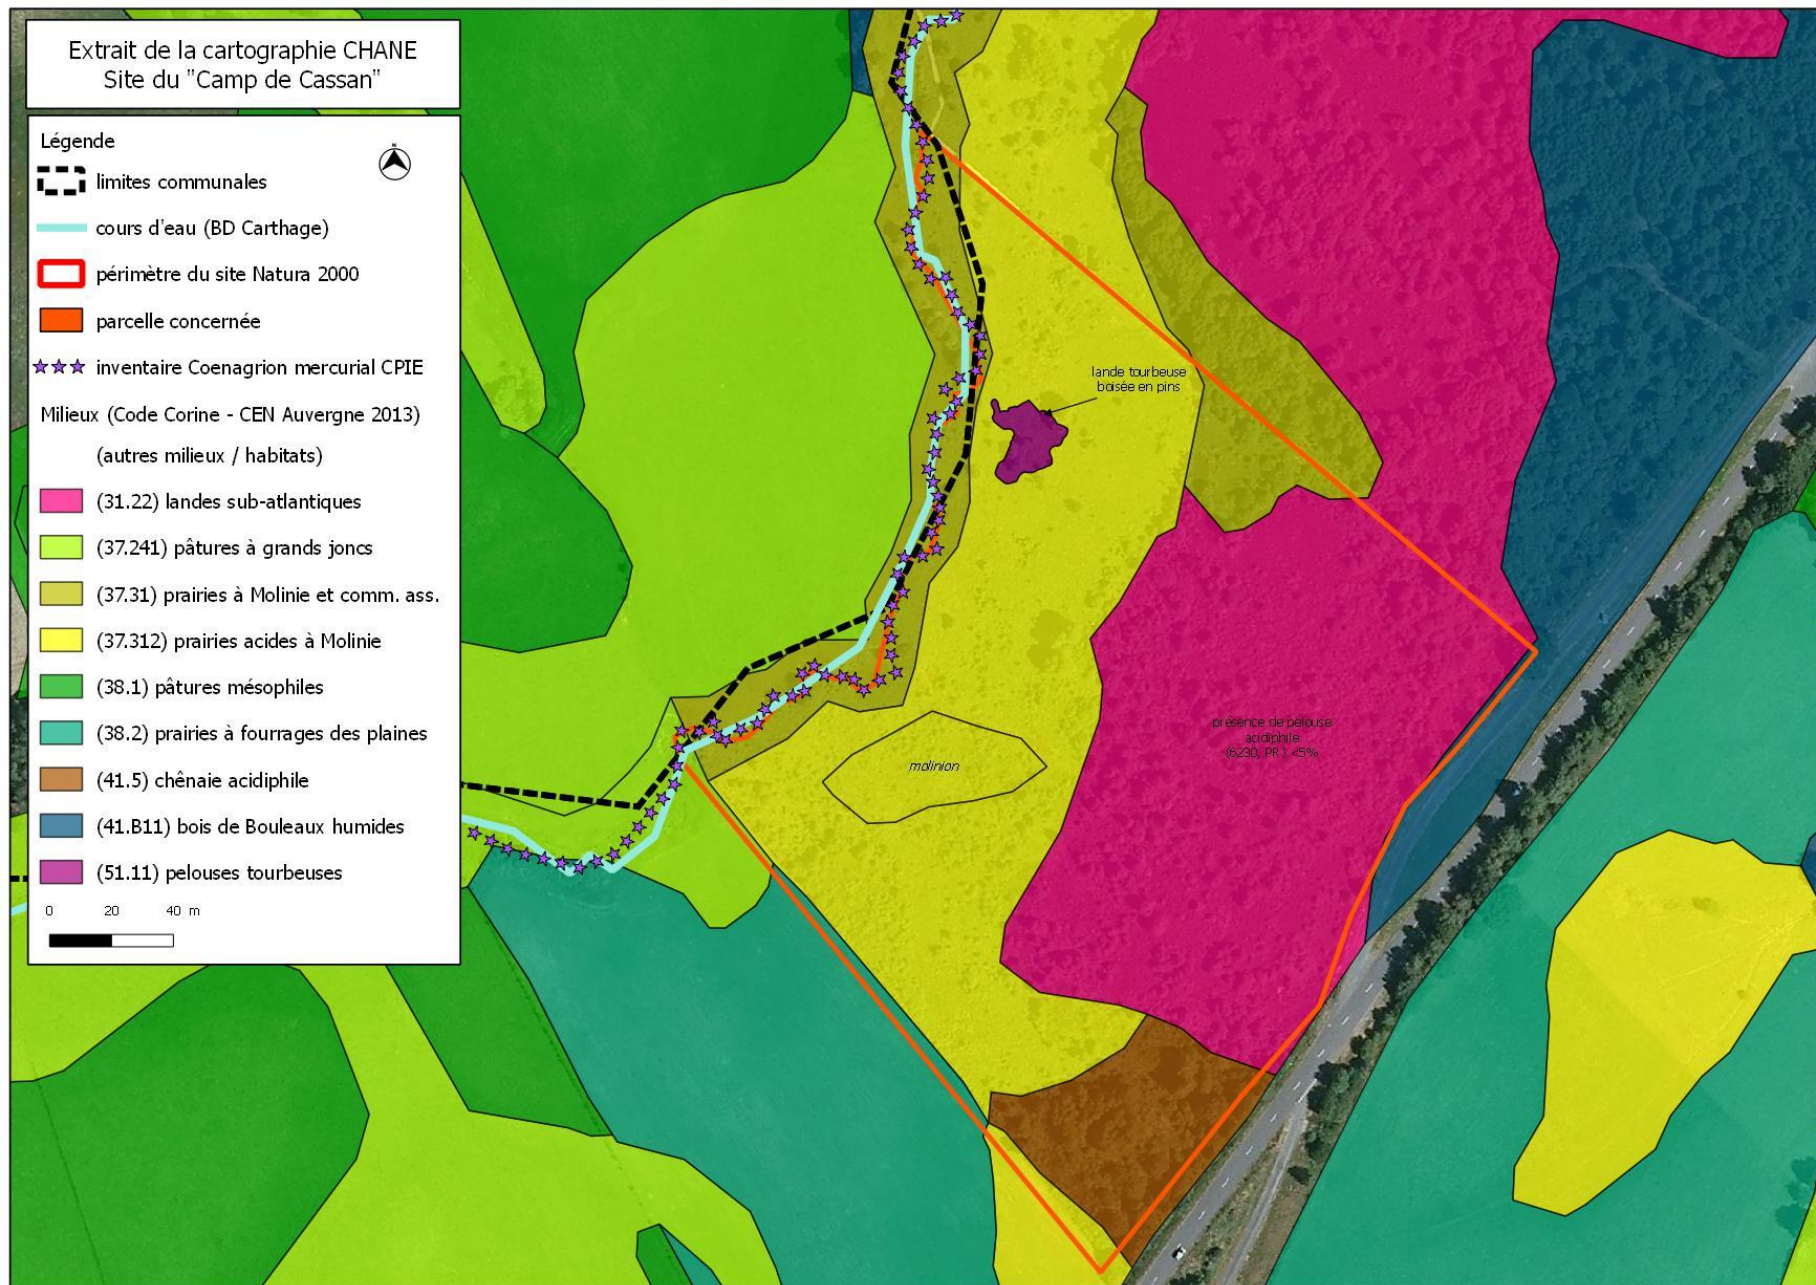 Extrait de la cartographie CHANE
Site du "Camp de Cassan"
Légende
limites communales
cours d'eau (BD Carthage)
périmètre du site Natura 2000
parcelle concernée
inventaire Coenagrion mercurial CPIE
Milieux (Code Corine - CEN Auvergne 2013)
(autres milieux / habitats)
(31.22) landes sub-atlantiques
(37.241) pâtures à grands joncs
(37.31) prairies à Molinie et comm. ass.
(37.312) prairies acides à Molinie
(38.1) pâtures mésophiles
(38.2) prairies à fourrages des plaines
(41.5) chênaie acidiphile
(41.B11) bois de Bouleaux humides
(51.11) pelouses tourbeuses
0 20 40 m
lande tourbeuse
boisée en pins
présence de pelouse
acidiphile
(6230, PR) <5%
molinion